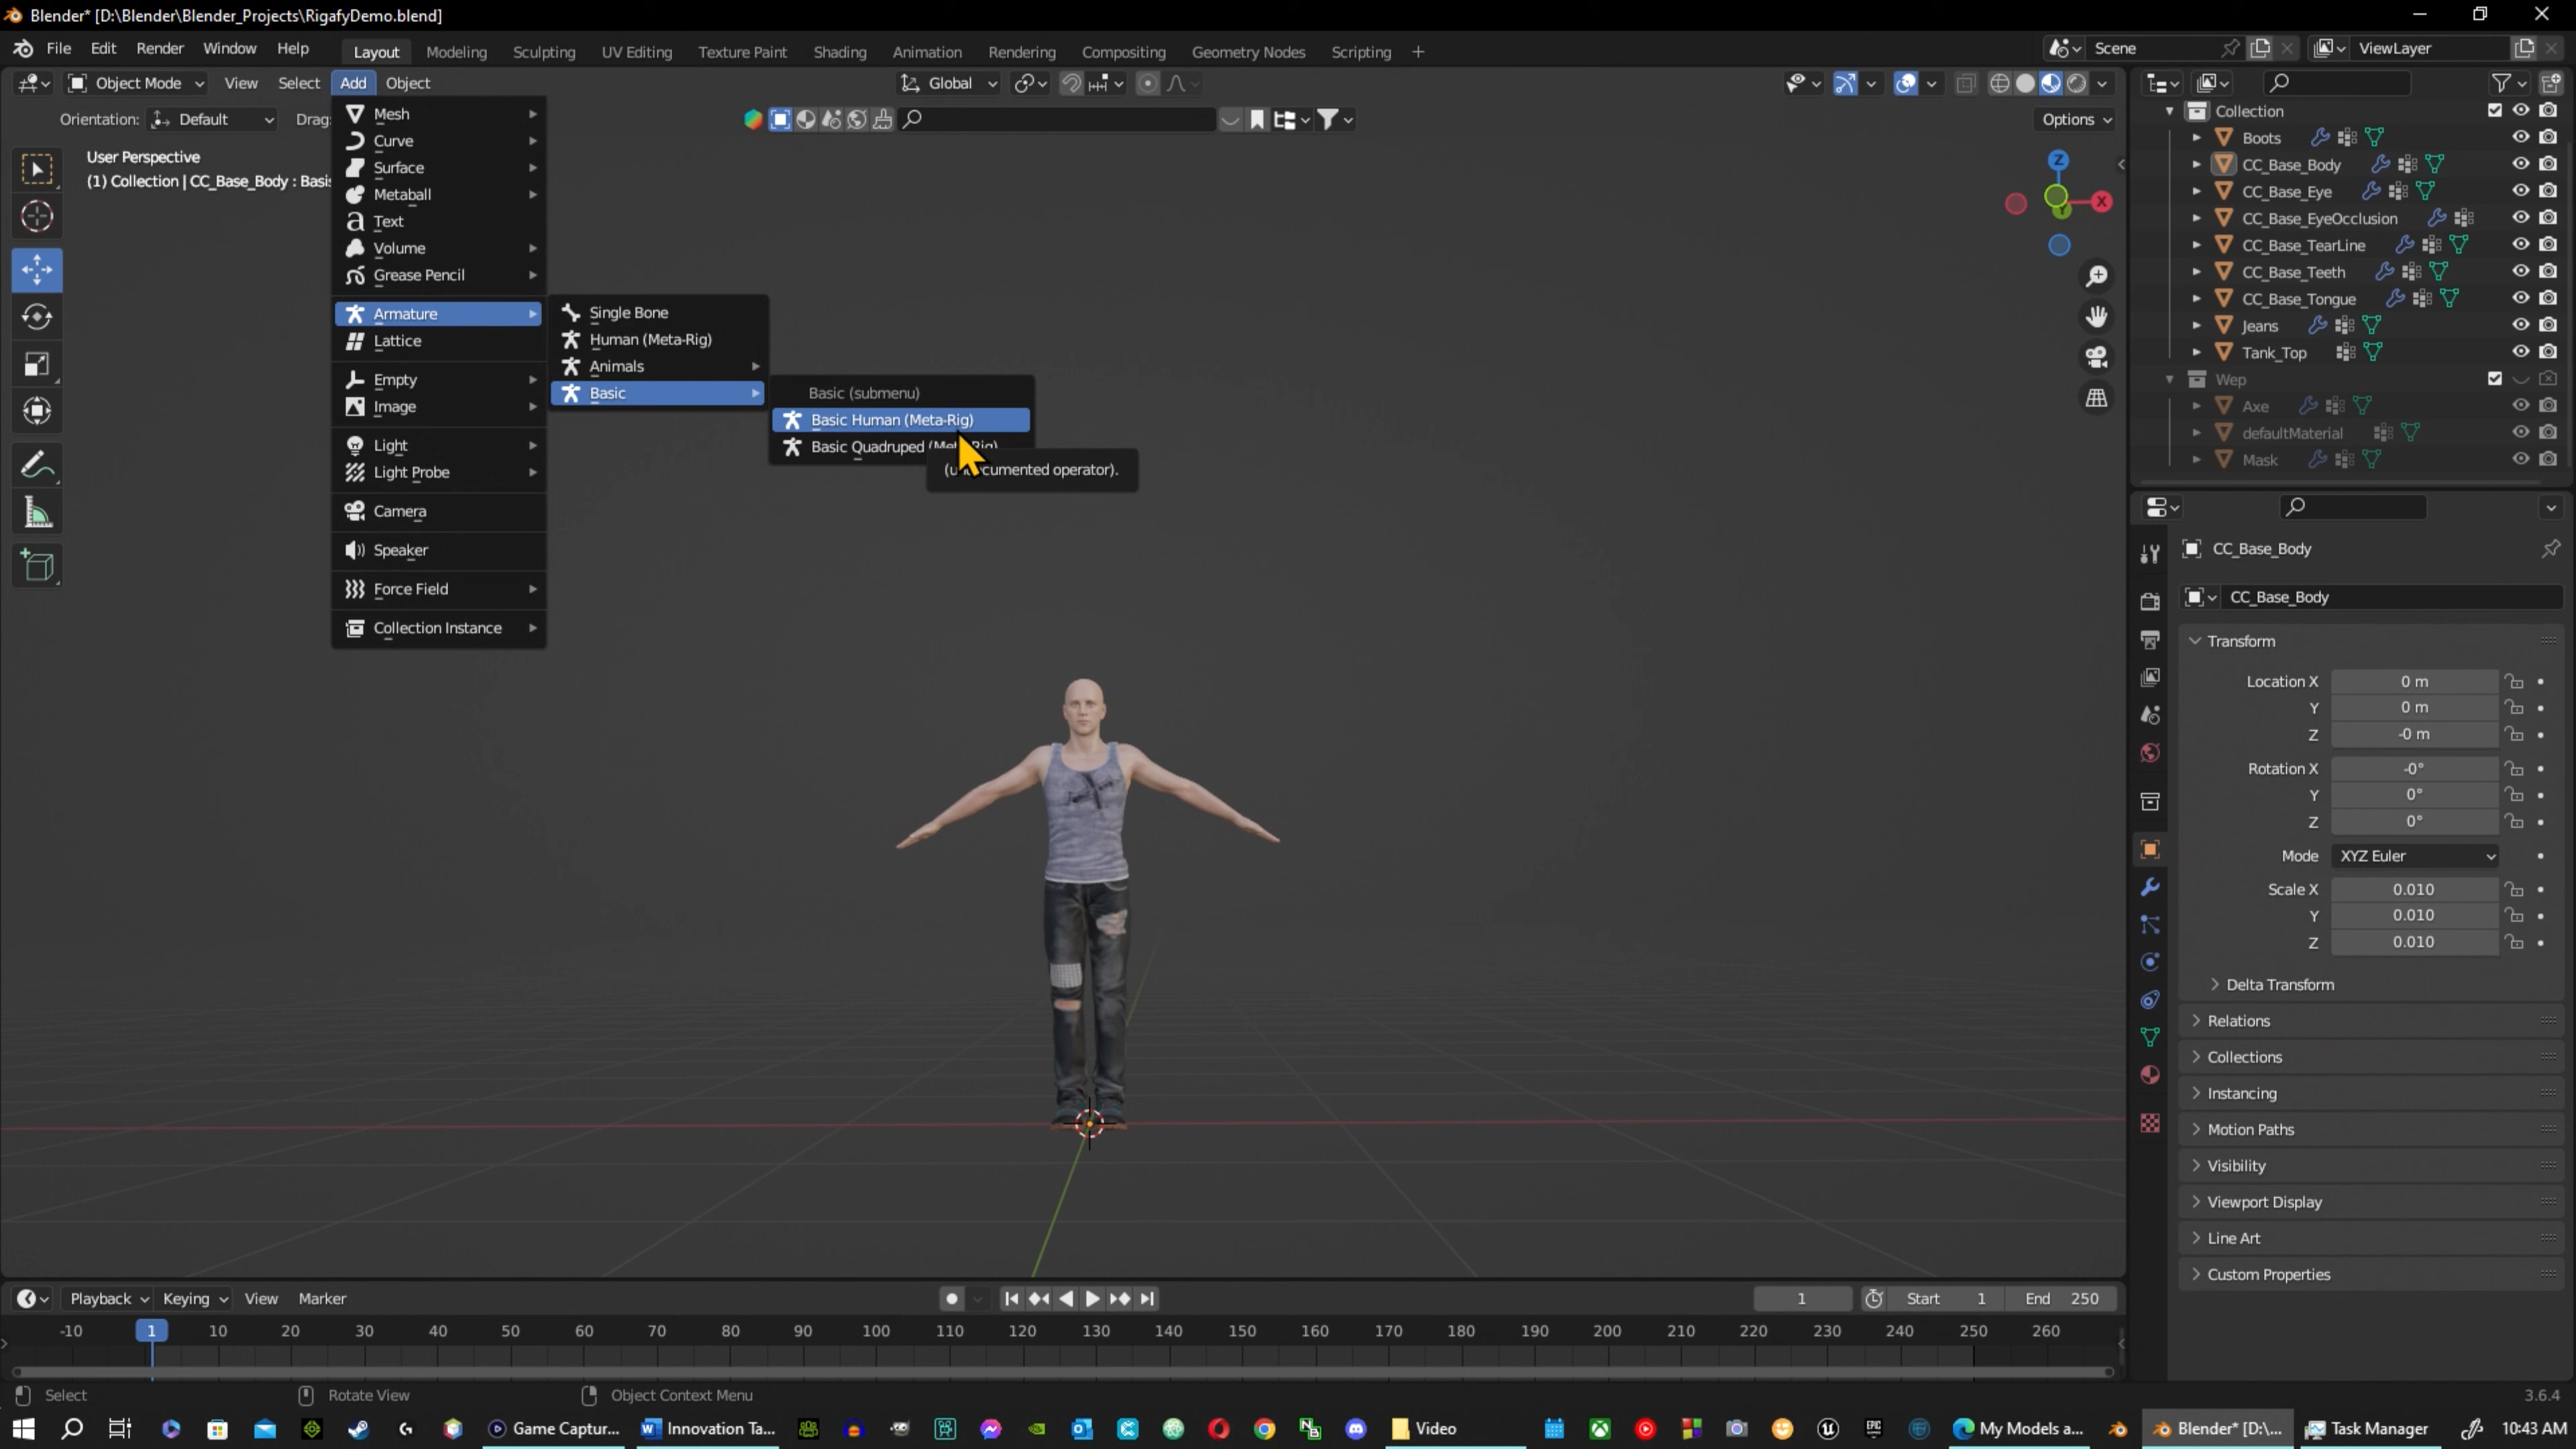 Blender* [D:\Blender\Blender_Projects\RigafyDemo.blend]
File Edit Render Window Help
Layout Modeling Sculpting UV Editing Texture Paint Shading Animation Rendering Compositing Geometry Nodes Scripting +
Scene
ViewLayer
Object Mode View Select Add Object
Global
Orientation: Default Drag:
Options
User Perspective
(1) Collection | CC_Base_Body : Basis
Mesh
Curve
Surface
Metaball
Text
Volume
Grease Pencil
Armature
Lattice
Empty
Image
Light
Light Probe
Camera
Speaker
Force Field
Collection Instance
Single Bone
Human (Meta-Rig)
Animals
Basic
Basic (submenu)
Basic Human (Meta-Rig)
Basic Quadruped (Meta-Rig)
(undocumented operator).
Z
X
Y
Collection
Boots
CC_Base_Body
CC_Base_Eye
CC_Base_EyeOcclusion
CC_Base_TearLine
CC_Base_Teeth
CC_Base_Tongue
Jeans
Tank_Top
Wep
Axe
defaultMaterial
Mask
CC_Base_Body
CC_Base_Body
Transform
Location X 0 m
Y 0 m
Z -0 m
Rotation X -0°
Y 0°
Z 0°
Mode XYZ Euler
Scale X 0.010
Y 0.010
Z 0.010
Delta Transform
Relations
Collections
Instancing
Motion Paths
Visibility
Viewport Display
Line Art
Custom Properties
Playback Keying View Marker
1 Start 1 End 250
-10 1 10 20 30 40 50 60 70 80 90 100 110 120 130 140 150 160 170 180 190 200 210 220 230 240 250 260
Select Rotate View Object Context Menu 3.6.4
Game Captur... Innovation Ta... Video My Models a... Blender* [D:\... Task Manager 10:43 AM